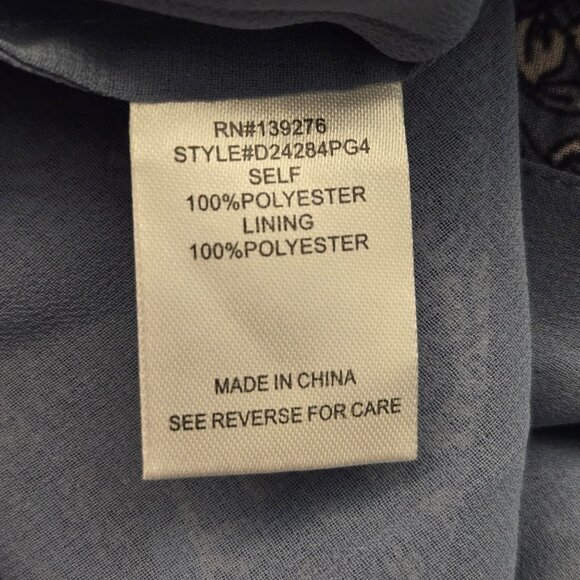 RN#139276
STYLE#D24284PG4
SELF
100%POLYESTER
LINING
100%POLYESTER
MADE IN CHINA
SEE REVERSE FOR CARE